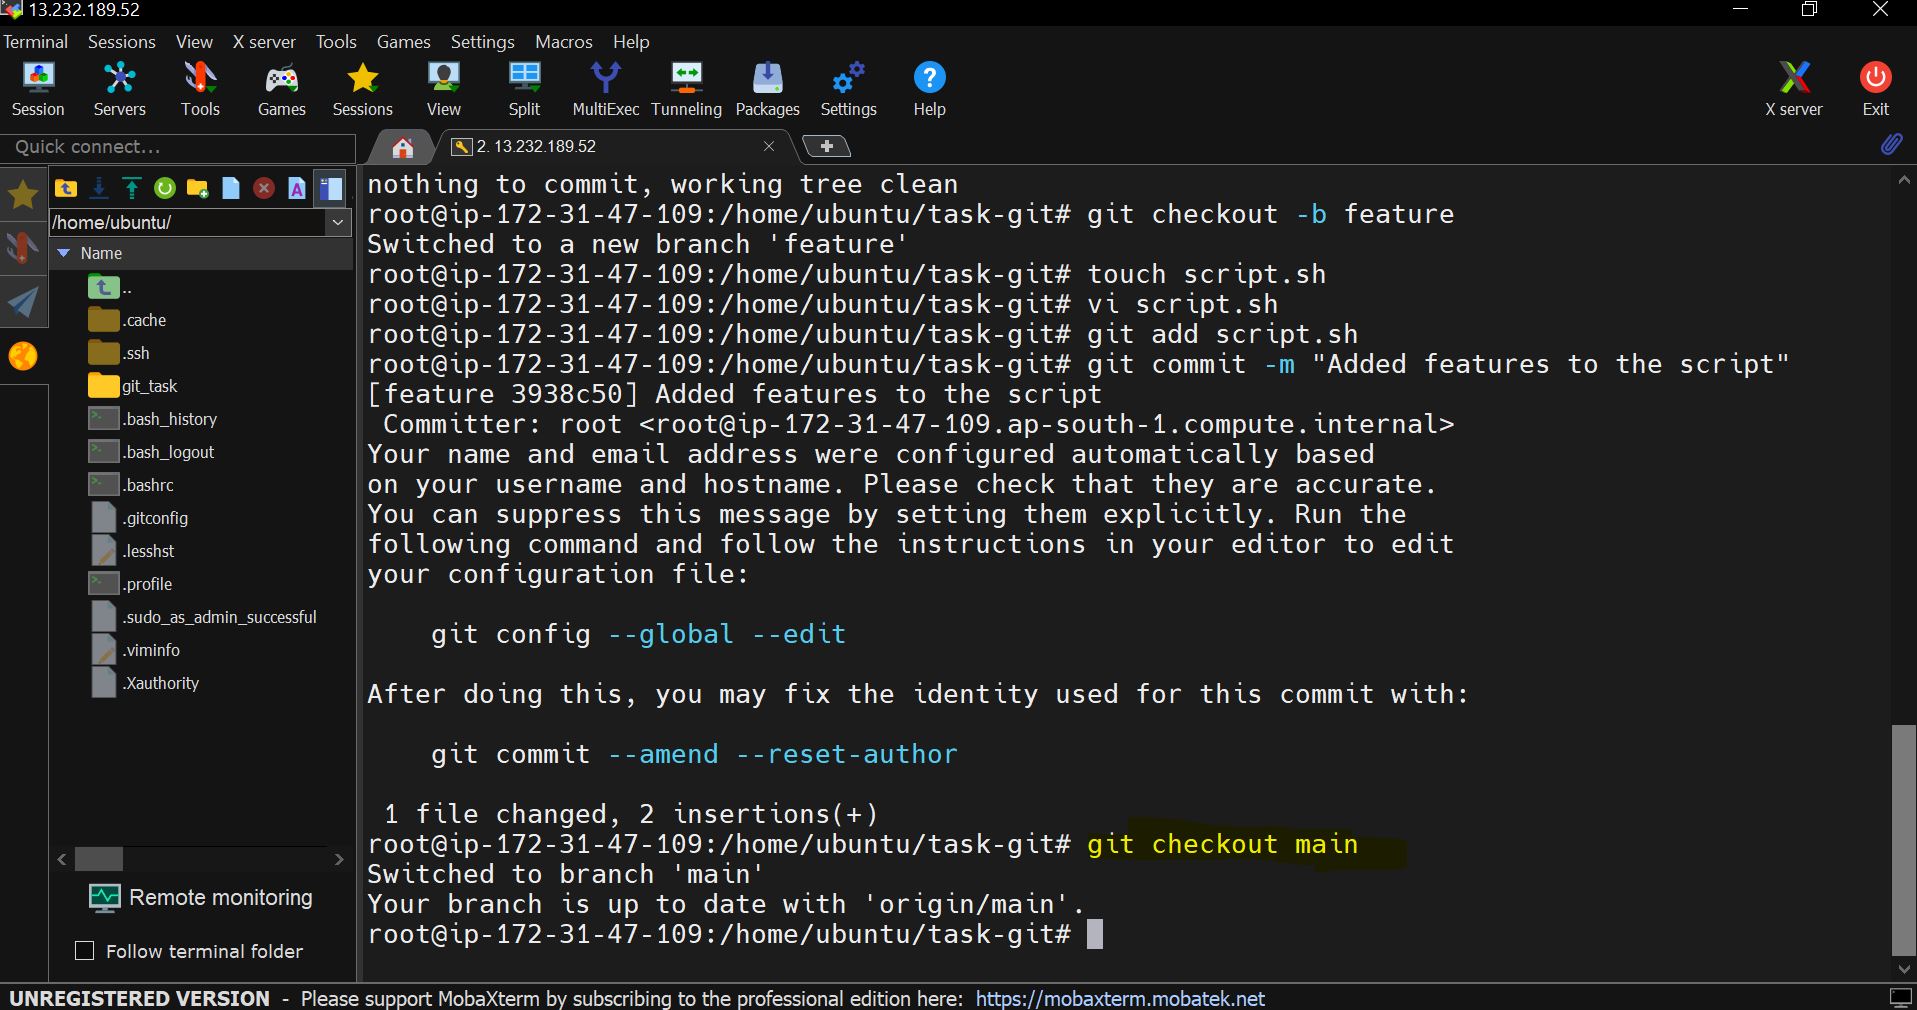 13.232.189.52
Terminal Sessions View X server Tools Games Settings Macros Help
Session Servers Tools Games Sessions View Split MultiExec Tunneling Packages Settings Help X server Exit
Quick connect...
2. 13.232.189.52
/home/ubuntu/
Name
..
.cache
.ssh
git_task
.bash_history
.bash_logout
.bashrc
.gitconfig
.lesshst
.profile
.sudo_as_admin_successful
.viminfo
.Xauthority
Remote monitoring
Follow terminal folder
nothing to commit, working tree clean
root@ip-172-31-47-109:/home/ubuntu/task-git# git checkout -b feature
Switched to a new branch 'feature'
root@ip-172-31-47-109:/home/ubuntu/task-git# touch script.sh
root@ip-172-31-47-109:/home/ubuntu/task-git# vi script.sh
root@ip-172-31-47-109:/home/ubuntu/task-git# git add script.sh
root@ip-172-31-47-109:/home/ubuntu/task-git# git commit -m "Added features to the script"
[feature 3938c50] Added features to the script
Committer: root <root@ip-172-31-47-109.ap-south-1.compute.internal>
Your name and email address were configured automatically based
on your username and hostname. Please check that they are accurate.
You can suppress this message by setting them explicitly. Run the
following command and follow the instructions in your editor to edit
your configuration file:
git config --global --edit
After doing this, you may fix the identity used for this commit with:
git commit --amend --reset-author
1 file changed, 2 insertions(+)
root@ip-172-31-47-109:/home/ubuntu/task-git# git checkout main
Switched to branch 'main'
Your branch is up to date with 'origin/main'.
root@ip-172-31-47-109:/home/ubuntu/task-git#
UNREGISTERED VERSION - Please support MobaXterm by subscribing to the professional edition here: https://mobaxterm.mobatek.net